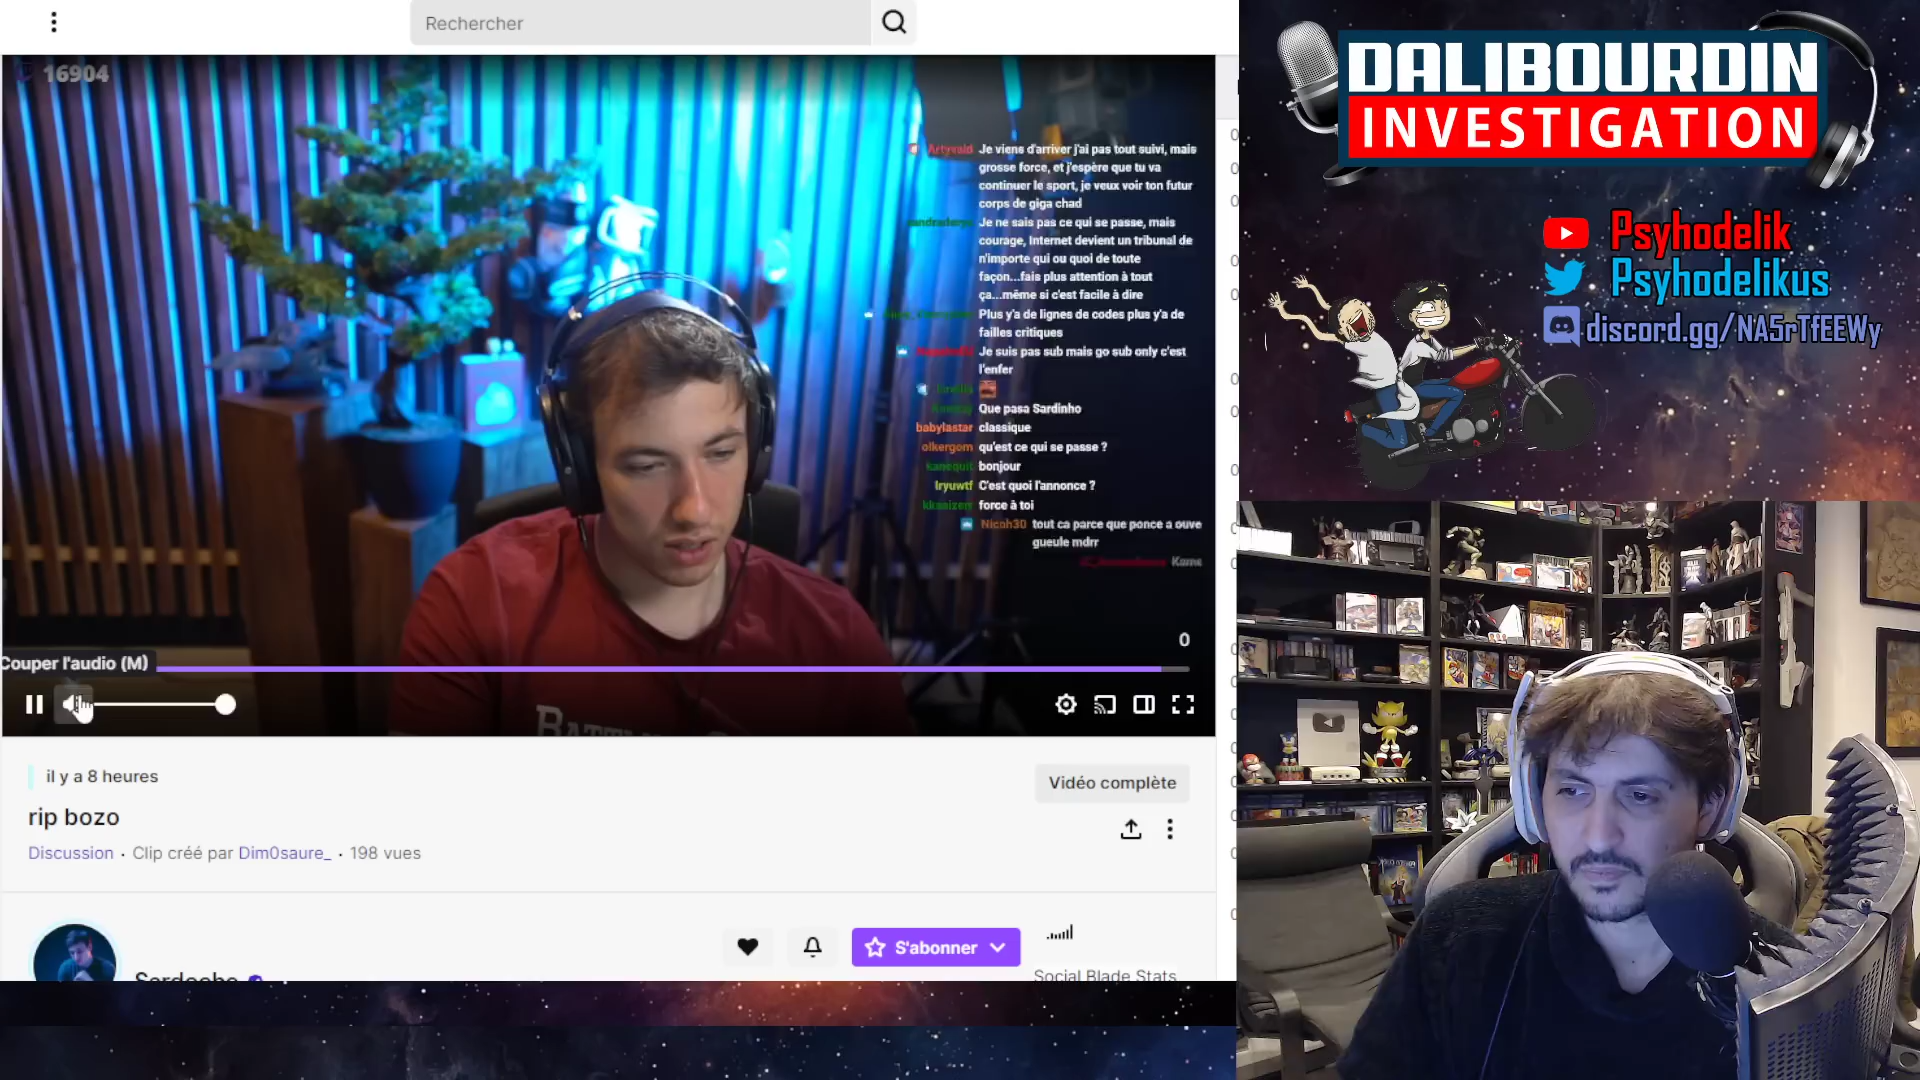 Rechercher
16904
Artyvald Je viens d'arriver j'ai pas tout suivi, mais
grosse force, et j'espère que tu va
continuer le sport, je veux voir ton futur
corps de giga chad
Je ne sais pas ce qui se passe, mais
courage, Internet devient un tribunal de
n'importe qui ou quoi de toute
façon...fais plus attention à tout
ça...même si c'est facile à dire
Plus y'a de lignes de codes plus y'a de
failles critiques
Je suis pas sub mais go sub only c'est
l'enfer
Que pasa Sardinho
babylastar classique
olkergom qu'est ce qui se passe ?
kanequit bonjour
lryuwtf C'est quoi l'annonce ?
force à toi
Nicoh3D tout ca parce que ponce a ouve
gueule mdrr
0
Couper l'audio (M)
il y a 8 heures
Vidéo complète
rip bozo
Discussion · Clip créé par Dim0saure_ · 198 vues
S'abonner
Social Blade Stats
Sardoche
DALIBOURDIN
INVESTIGATION
Psyhodelik
Psyhodelikus
discord.gg/NA5rTfEEWy